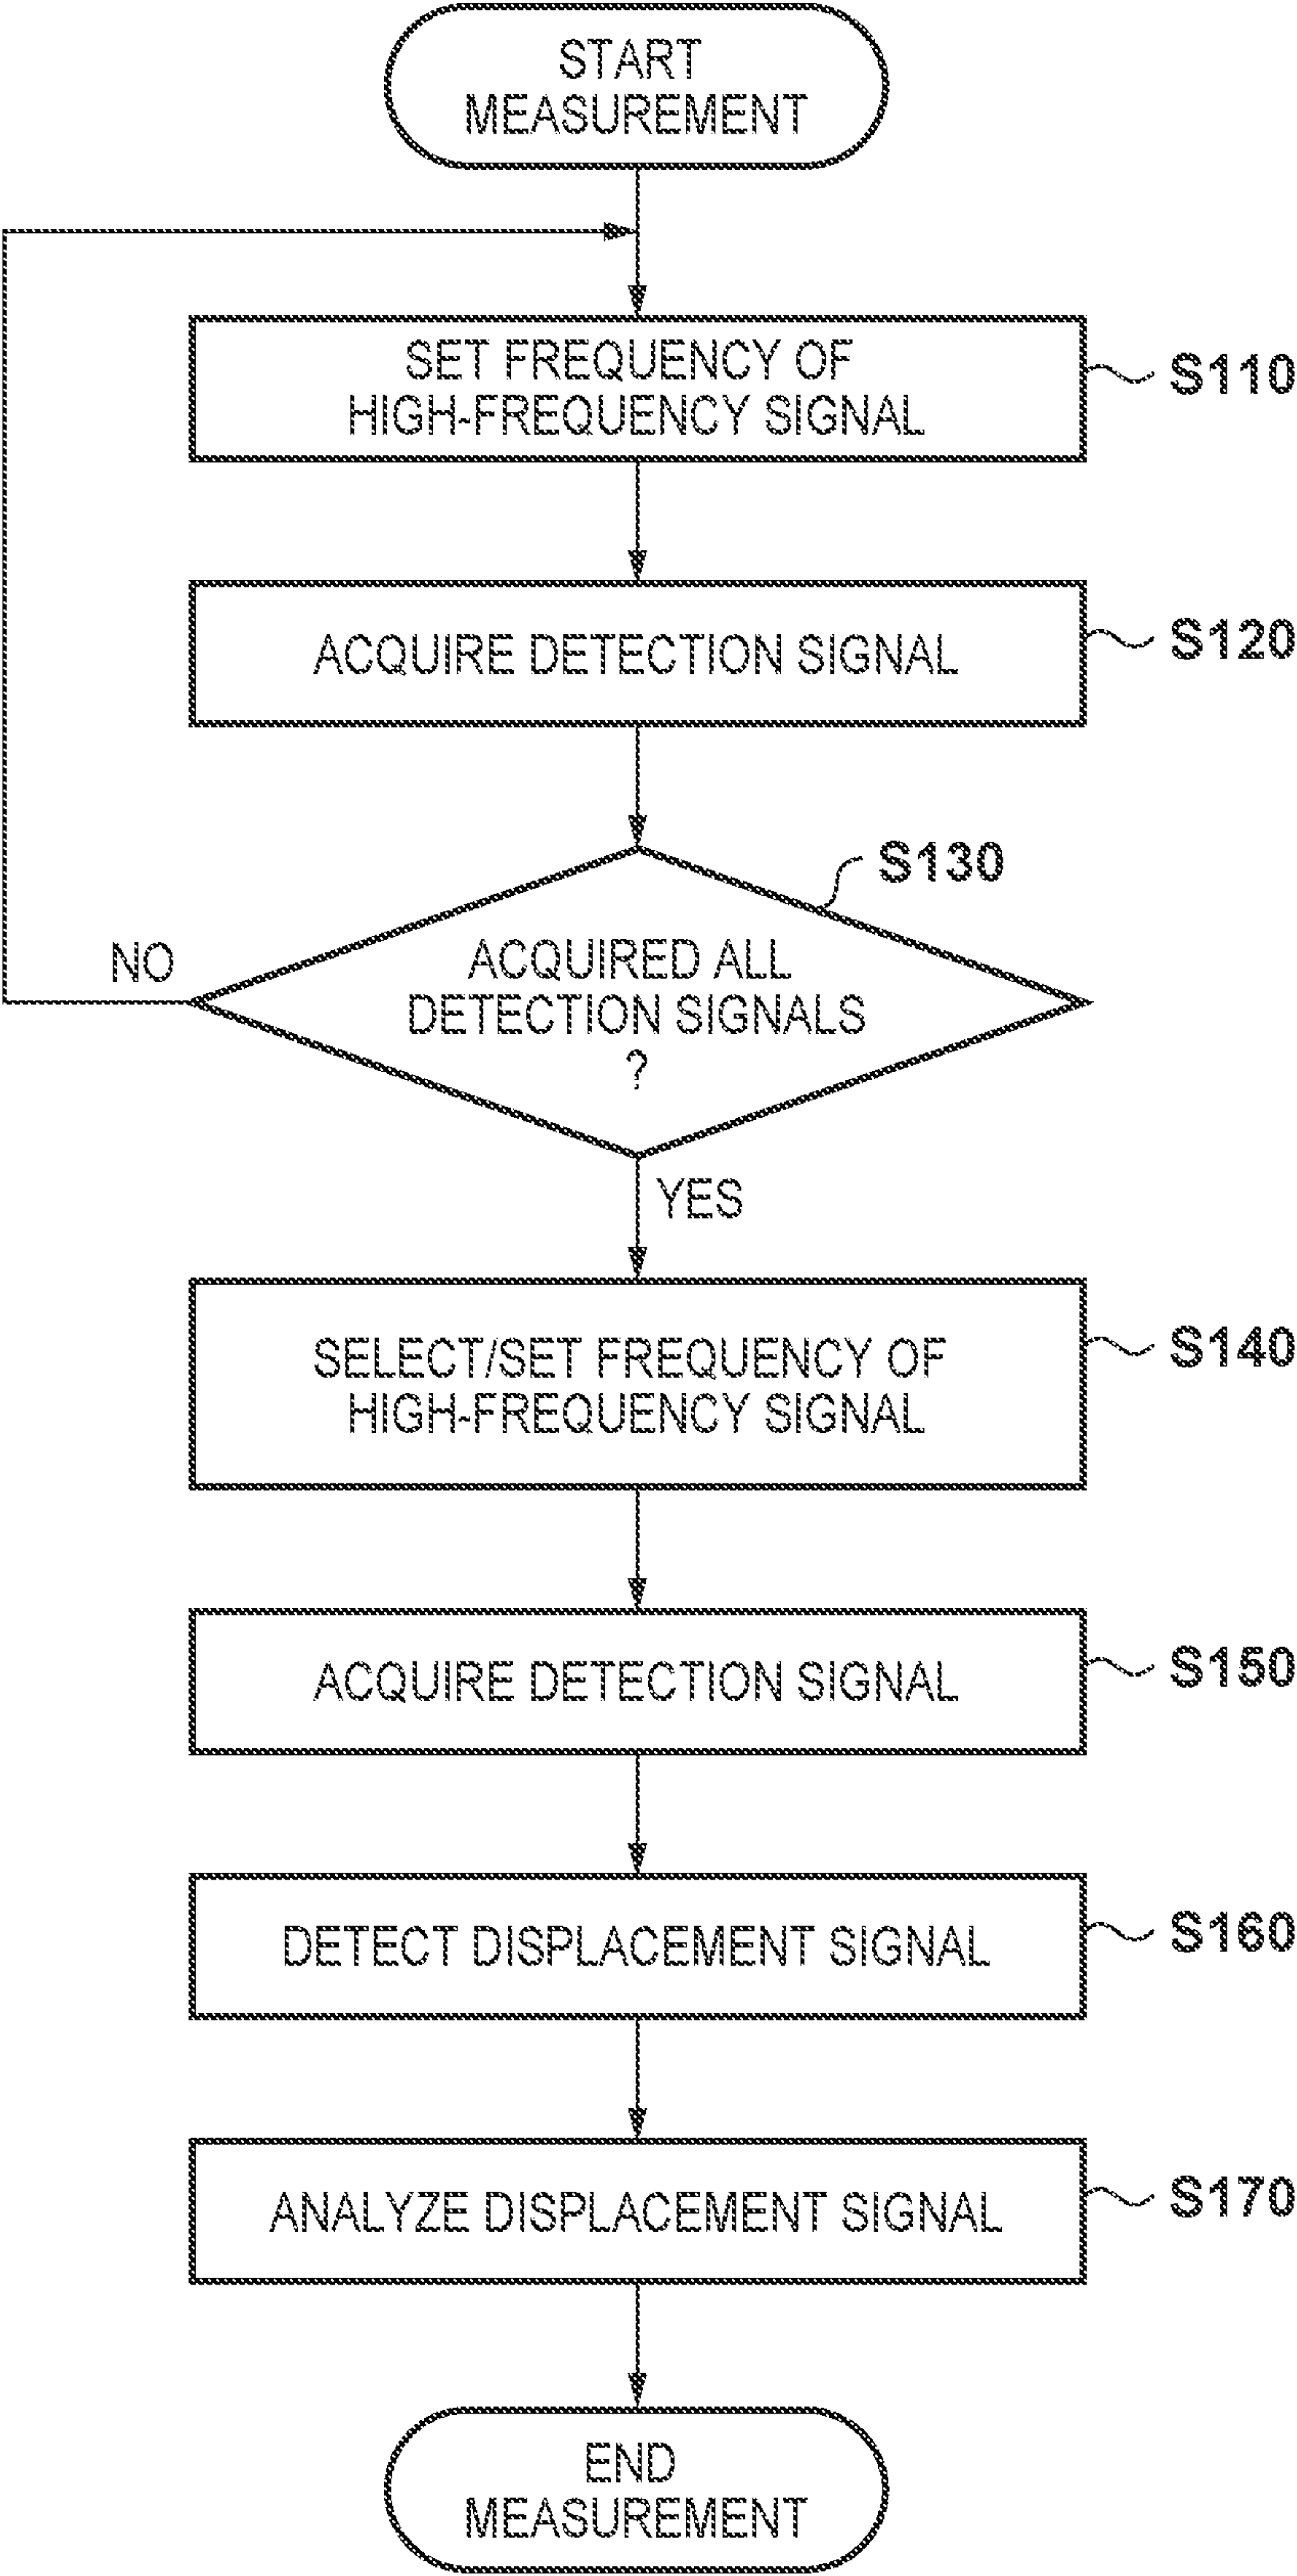 START
MEASUREMENT
SET FREQUENCY OF
HIGH-FREQUENCY SIGNAL
S110
ACQUIRE DETECTION SIGNAL
S120
S130
ACQUIRED ALL
DETECTION SIGNALS
?
NO
YES
SELECT/SET FREQUENCY OF
HIGH-FREQUENCY SIGNAL
S140
ACQUIRE DETECTION SIGNAL
S150
DETECT DISPLACEMENT SIGNAL
S160
ANALYZE DISPLACEMENT SIGNAL
S170
END
MEASUREMENT